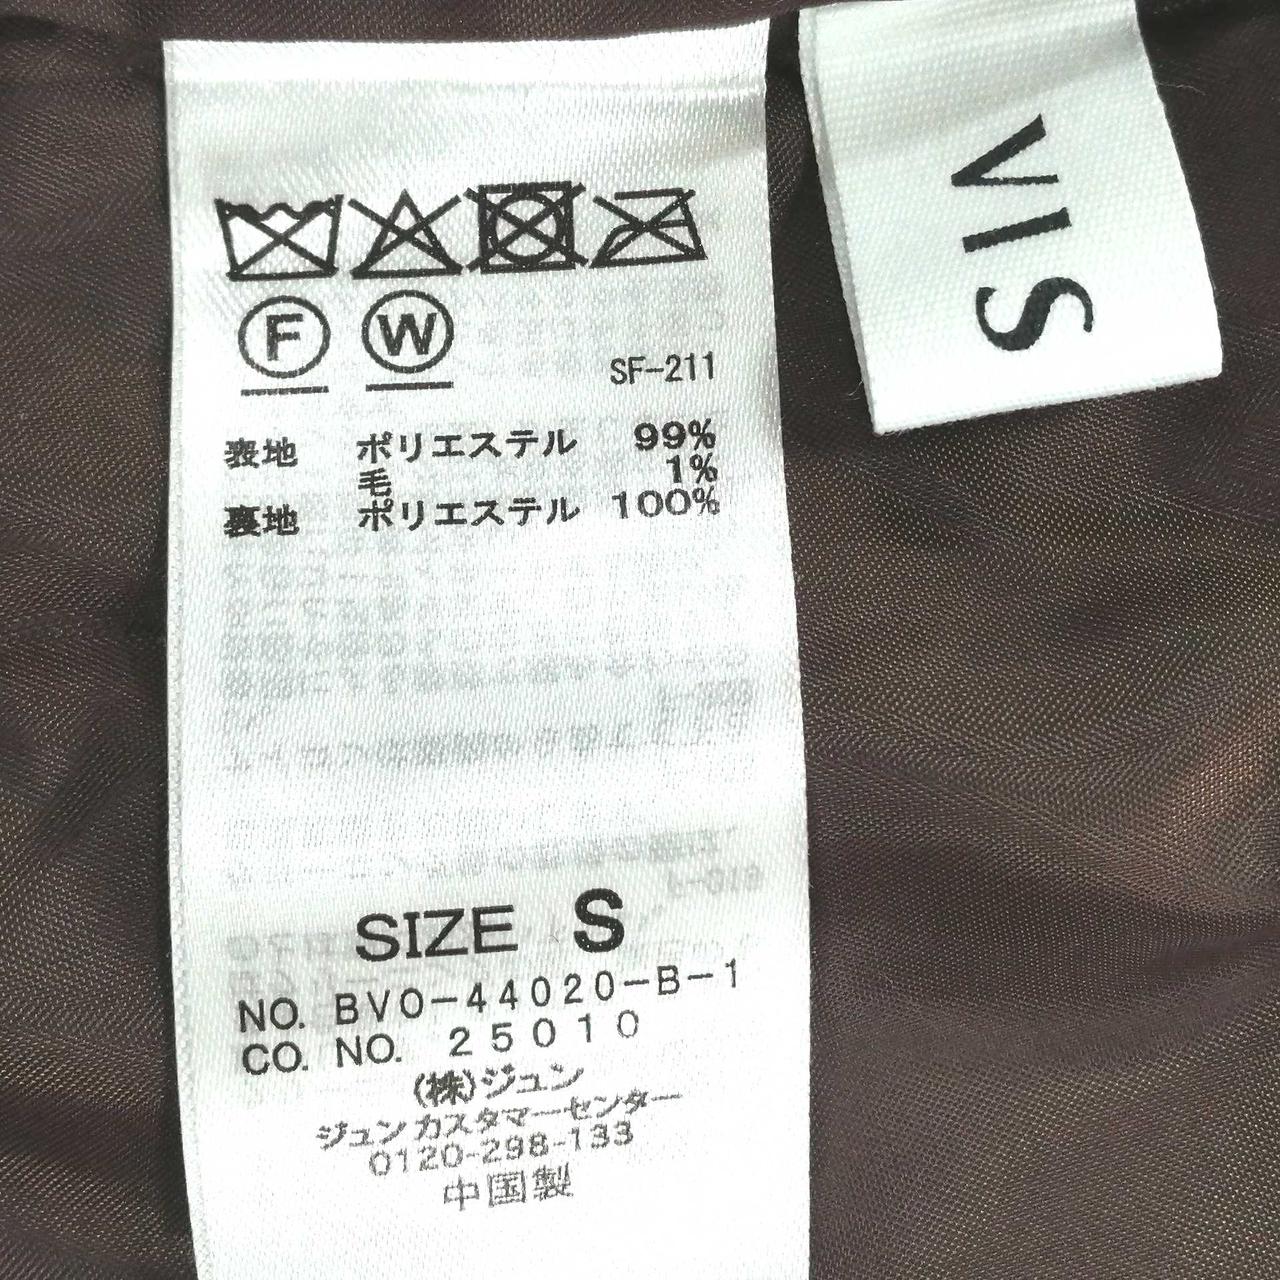 VIS
F W
SF-211
表地 ポリエステル 99%
毛 1%
裏地 ポリエステル 100%
SIZE S
NO. BVO-44020-B-1
CO. NO. 25010
(株)ジュン
ジュンカスタマーセンター
0120-298-133
中国製